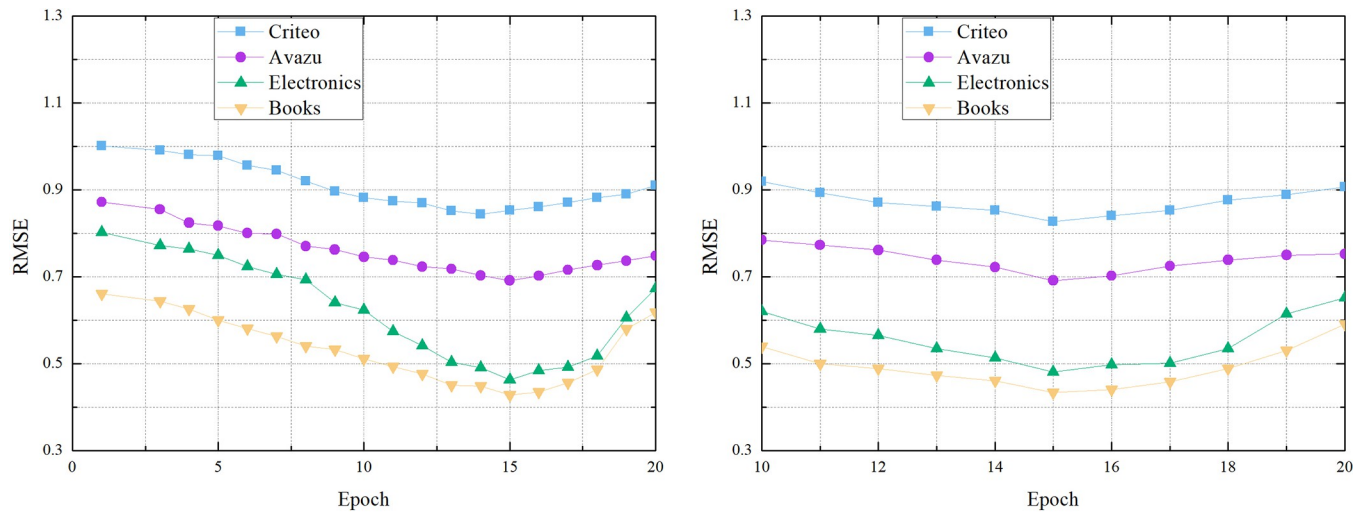 1.3
1.1
0.9
0.7
0.5
0.3
RMSE
0
5
10
15
20
Epoch
Criteo
Avazu
Electronics
Books
1.3
1.1
0.9
0.7
0.5
0.3
RMSE
10
12
14
16
18
20
Epoch
Criteo
Avazu
Electronics
Books